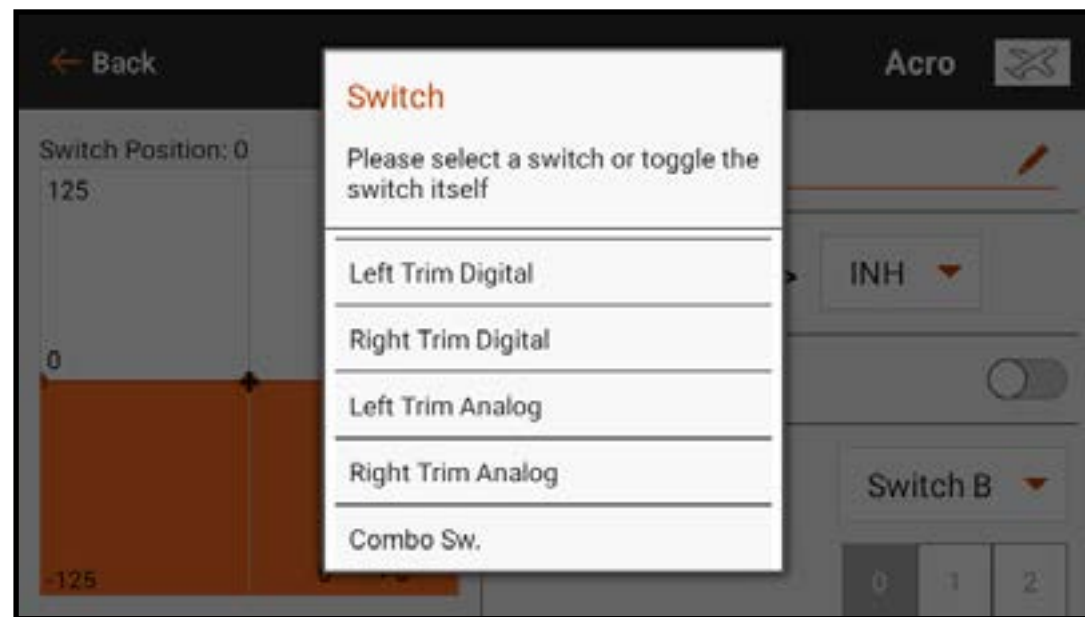 Back
Acro
Switch
Please select a switch or toggle the
switch itself
Switch Position: 0
125
INH
0
Left Trim Digital
Right Trim Digital
Left Trim Analog
Right Trim Analog
Combo Sw.
Switch B
-125
0 1 2